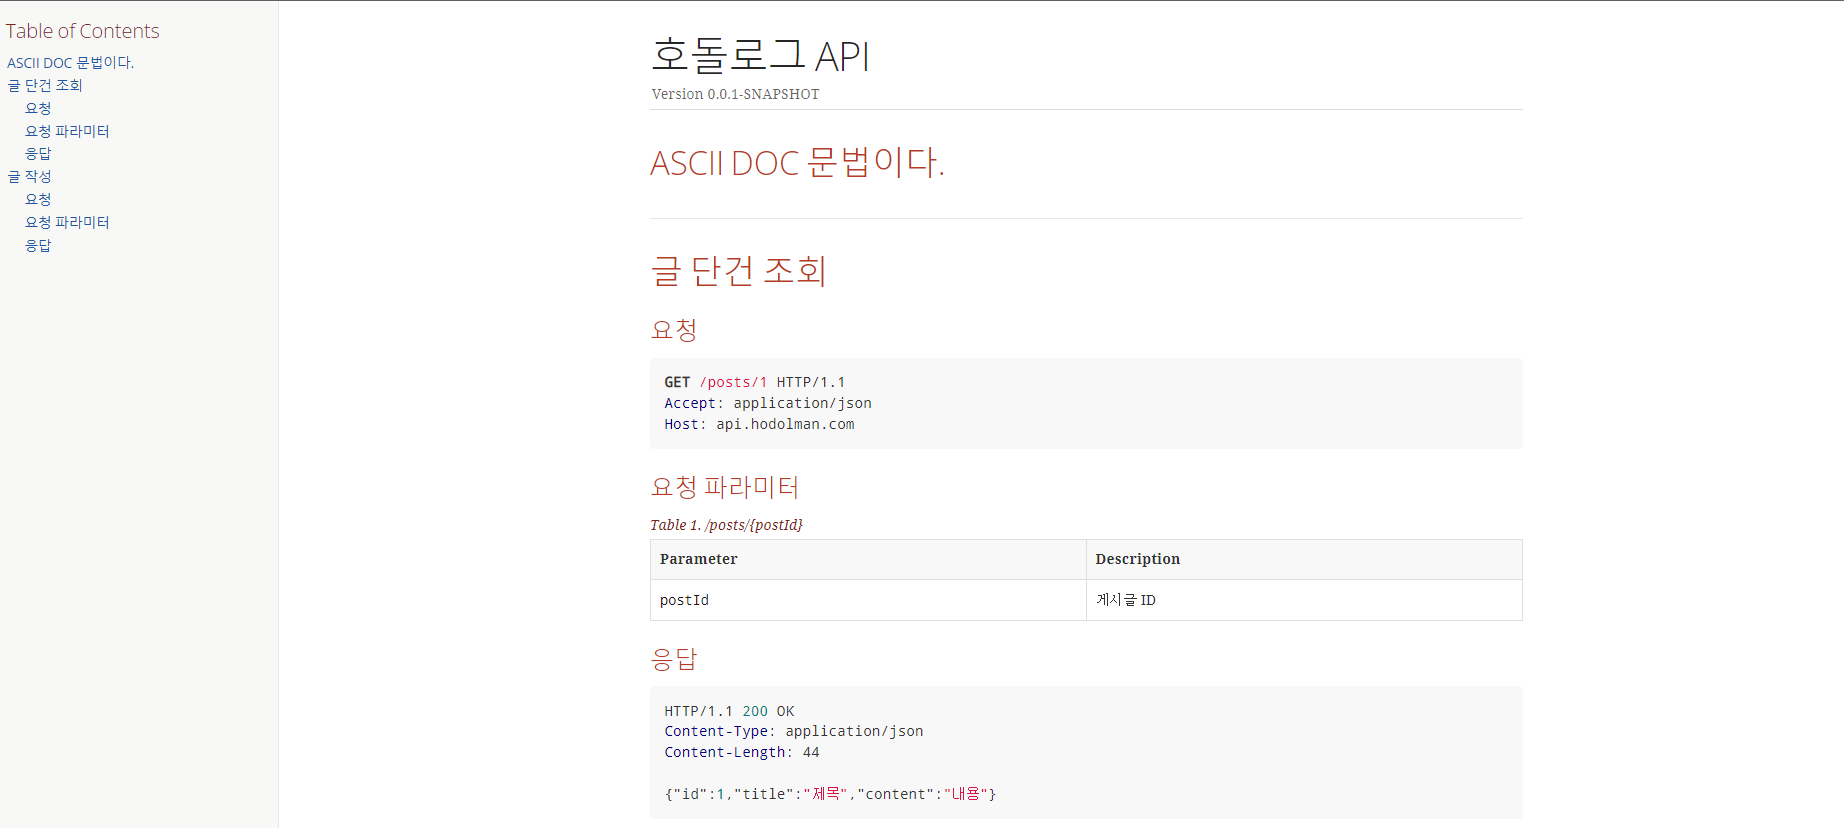 Table of Contents
ASCII DOC 문법이다.
글 단건 조회
요청
요청 파라미터
응답
글 작성
요청
요청 파라미터
응답
호돌로그 API
Version 0.0.1-SNAPSHOT
ASCII DOC 문법이다.
글 단건 조회
요청
GET /posts/1 HTTP/1.1
Accept: application/json
Host: api.hodolman.com
요청 파라미터
Table 1. /posts/{postId}
Parameter Description
postId 게시글 ID
응답
HTTP/1.1 200 OK
Content-Type: application/json
Content-Length: 44
{"id":1,"title":"제목","content":"내용"}